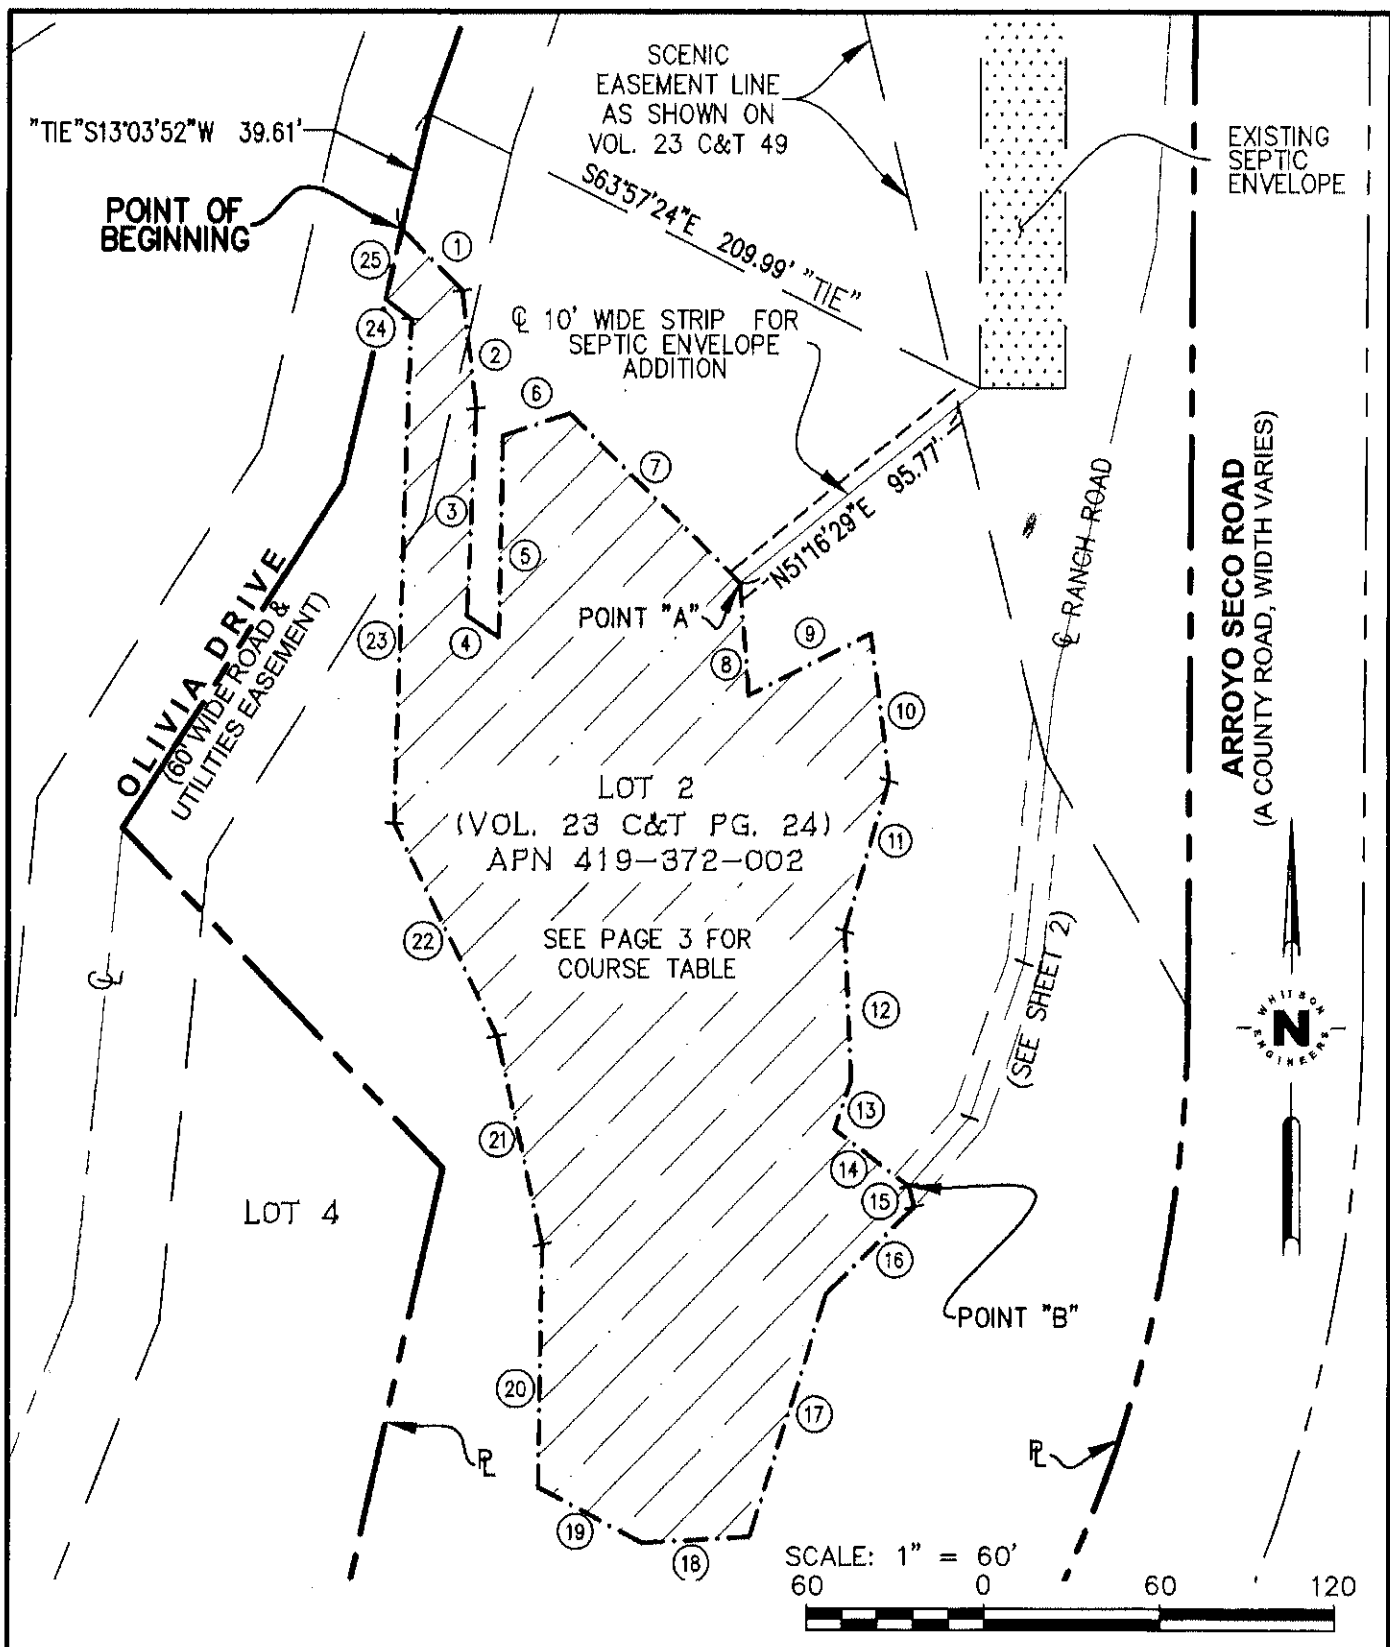 SCENIC
EASEMENT LINE
AS SHOWN ON
VOL. 23 C&T 49
"TIE"S13°03'52"W 39.61'
EXISTING
SEPTIC
ENVELOPE
POINT OF
BEGINNING
S63°57'24"E 209.99' "TIE"
1
25
24
2
℄ 10' WIDE STRIP FOR
SEPTIC ENVELOPE
ADDITION
6
7
3
5
N51°16'29"E 95.77'
℄ RANCH ROAD
ARROYO SECO ROAD
(A COUNTY ROAD, WIDTH VARIES)
OLIVIA DRIVE
(60' WIDE ROAD &
UTILITIES EASEMENT)
POINT "A"
4
23
8
9
10
LOT 2
(VOL. 23 C&T PG. 24)
APN 419-372-002
11
22
SEE PAGE 3 FOR
COURSE TABLE
℄
12
(SEE SHEET 2)
WHITSON
N
ENGINEERS
13
21
14
15
LOT 4
16
POINT "B"
20
17
PL
PL
19
18
SCALE: 1" = 60'
60 0 60 120